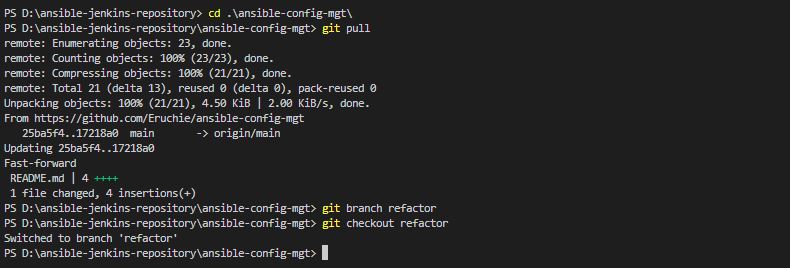 PS D:\ansible-jenkins-repository> cd .\ansible-config-mgt\
PS D:\ansible-jenkins-repository\ansible-config-mgt> git pull
remote: Enumerating objects: 23, done.
remote: Counting objects: 100% (23/23), done.
remote: Compressing objects: 100% (21/21), done.
remote: Total 21 (delta 13), reused 0 (delta 0), pack-reused 0
Unpacking objects: 100% (21/21), 4.50 KiB | 2.00 KiB/s, done.
From https://github.com/Eruchie/ansible-config-mgt
   25ba5f4..17218a0  main       -> origin/main
Updating 25ba5f4..17218a0
Fast-forward
 README.md | 4 ++++
 1 file changed, 4 insertions(+)
PS D:\ansible-jenkins-repository\ansible-config-mgt> git branch refactor
PS D:\ansible-jenkins-repository\ansible-config-mgt> git checkout refactor
Switched to branch 'refactor'
PS D:\ansible-jenkins-repository\ansible-config-mgt>